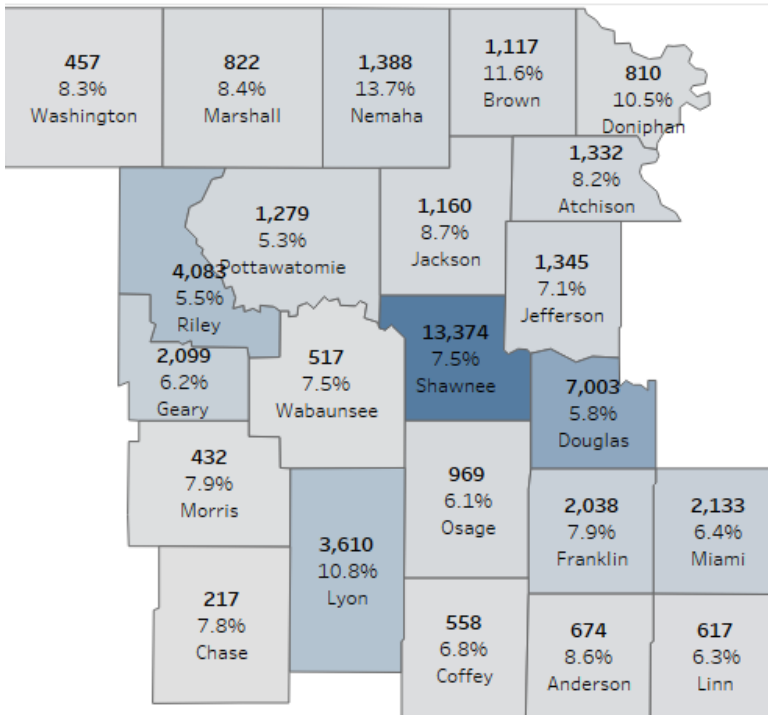 457
8.3%
Washington
822
8.4%
Marshall
1,388
13.7%
Nemaha
1,117
11.6%
Brown
810
10.5%
Doniphan
1,332
8.2%
Atchison
1,279
5.3%
Pottawatomie
1,160
8.7%
Jackson
1,345
7.1%
Jefferson
4,083
5.5%
Riley
13,374
7.5%
Shawnee
2,099
6.2%
Geary
517
7.5%
Wabaunsee
7,003
5.8%
Douglas
432
7.9%
Morris
969
6.1%
Osage
2,038
7.9%
Franklin
2,133
6.4%
Miami
3,610
10.8%
Lyon
217
7.8%
Chase
558
6.8%
Coffey
674
8.6%
Anderson
617
6.3%
Linn